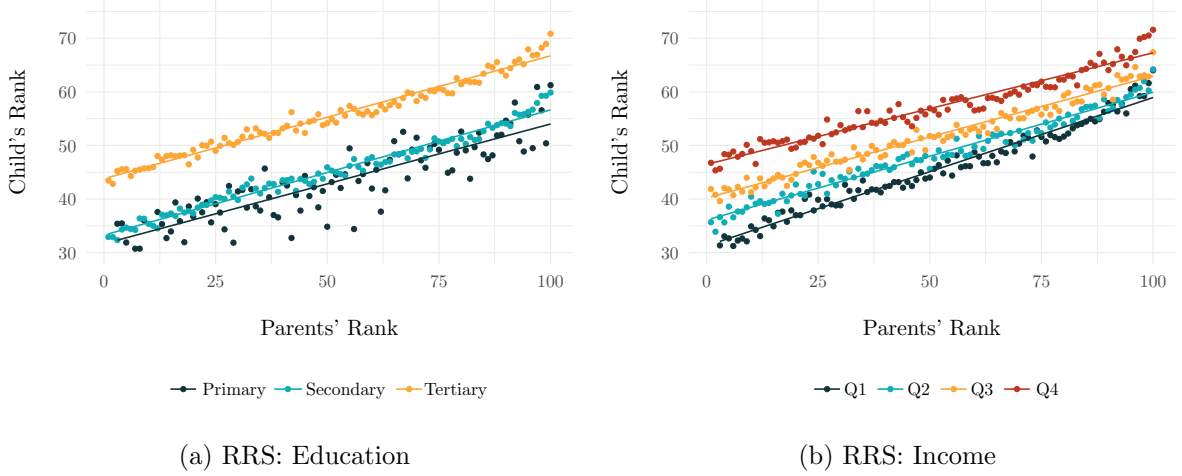 70
60
50
40
30
Child's Rank
0 25 50 75 100
Parents' Rank
Primary Secondary Tertiary
(a) RRS: Education
70
60
50
40
30
Child's Rank
0 25 50 75 100
Parents' Rank
Q1 Q2 Q3 Q4
(b) RRS: Income